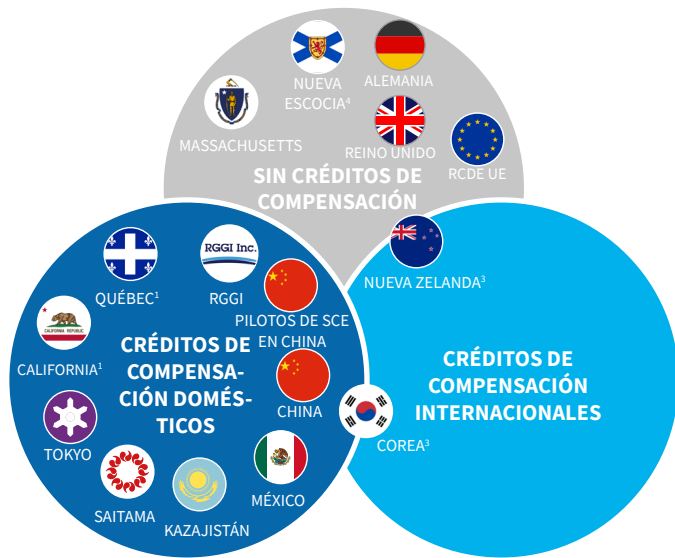 NUEVA
ESCOCIA⁴
ALEMANIA
MASSACHUSETTS
REINO UNIDO
RCDE UE
SIN CRÉDITOS DE
COMPENSACIÓN
RGGI Inc.
QUÉBEC¹
RGGI
NUEVA ZELANDA³
PILOTOS DE SCE
EN CHINA
CALIFORNIA REPUBLIC
CALIFORNIA¹
CRÉDITOS DE
COMPENSA-
CIÓN DOMÉS-
TICOS
CHINA
CRÉDITOS DE
COMPENSACIÓN
INTERNACIONALES
TOKYO
COREA³
SAITAMA
KAZAJISTÁN
MÉXICO